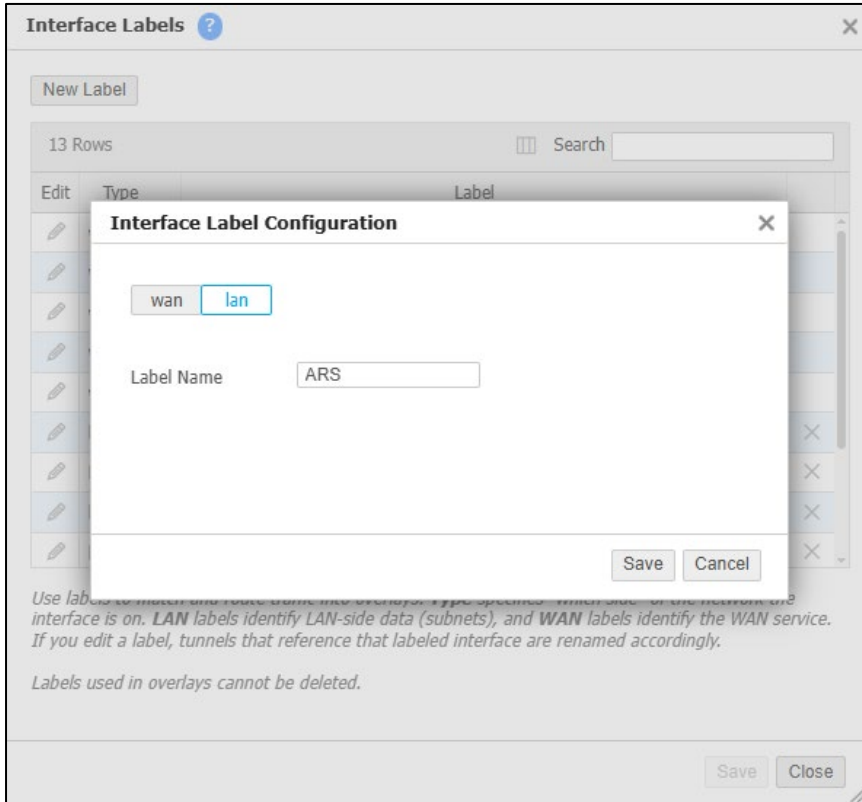 Interface Labels ?
New Label
13 Rows Search
Edit Type Label
Interface Label Configuration
wan lan
Label Name ARS
Save Cancel
Use labels to match and route traffic into overlays. Type specifies "which side" of the network the
interface is on. LAN labels identify LAN-side data (subnets), and WAN labels identify the WAN service.
If you edit a label, tunnels that reference that labeled interface are renamed accordingly.
Labels used in overlays cannot be deleted.
Save Close